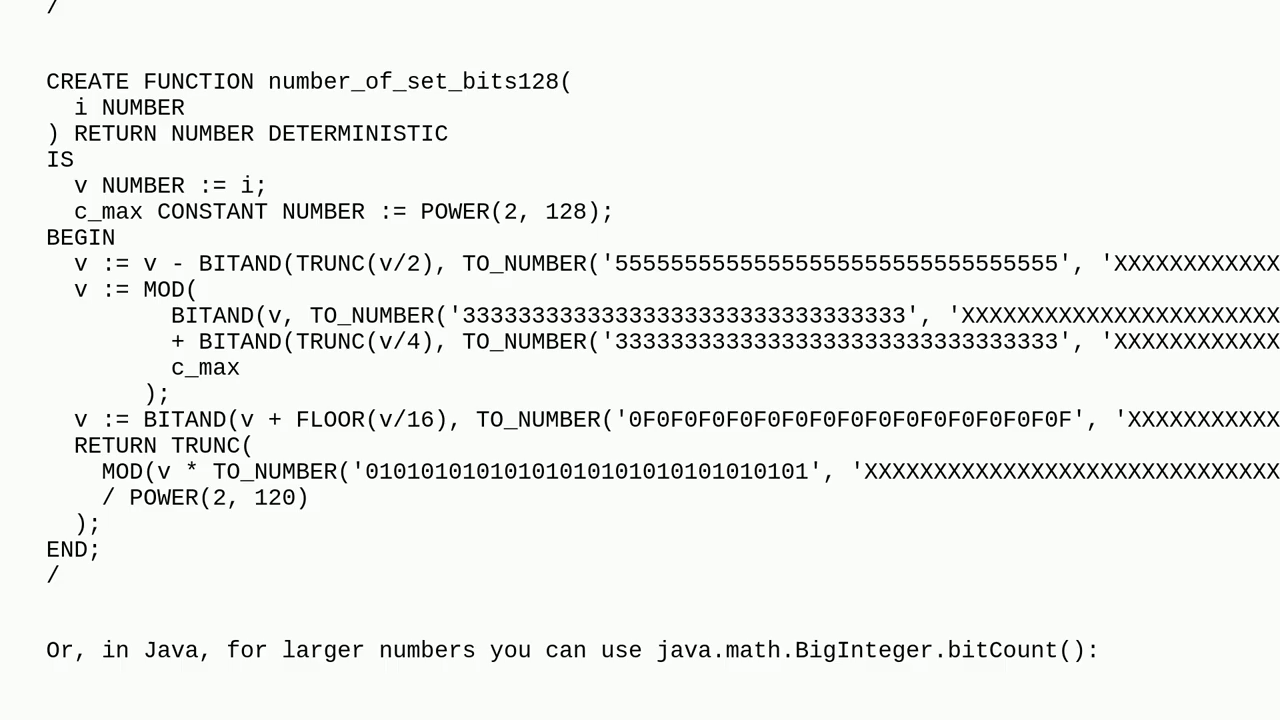 /
CREATE FUNCTION number_of_set_bits128(
  i NUMBER
) RETURN NUMBER DETERMINISTIC
IS
  v NUMBER := i;
  c_max CONSTANT NUMBER := POWER(2, 128);
BEGIN
  v := v - BITAND(TRUNC(v/2), TO_NUMBER('55555555555555555555555555555555', 'XXXXXXXXXXXX
  v := MOD(
         BITAND(v, TO_NUMBER('33333333333333333333333333333333', 'XXXXXXXXXXXXXXXXXXXXXXX
         + BITAND(TRUNC(v/4), TO_NUMBER('33333333333333333333333333333333', 'XXXXXXXXXXXX
         c_max
       );
  v := BITAND(v + FLOOR(v/16), TO_NUMBER('0F0F0F0F0F0F0F0F0F0F0F0F0F0F0F0F', 'XXXXXXXXXXX
  RETURN TRUNC(
    MOD(v * TO_NUMBER('01010101010101010101010101010101', 'XXXXXXXXXXXXXXXXXXXXXXXXXXXXXX
    / POWER(2, 120)
  );
END;
/
Or, in Java, for larger numbers you can use java.math.BigInteger.bitCount():